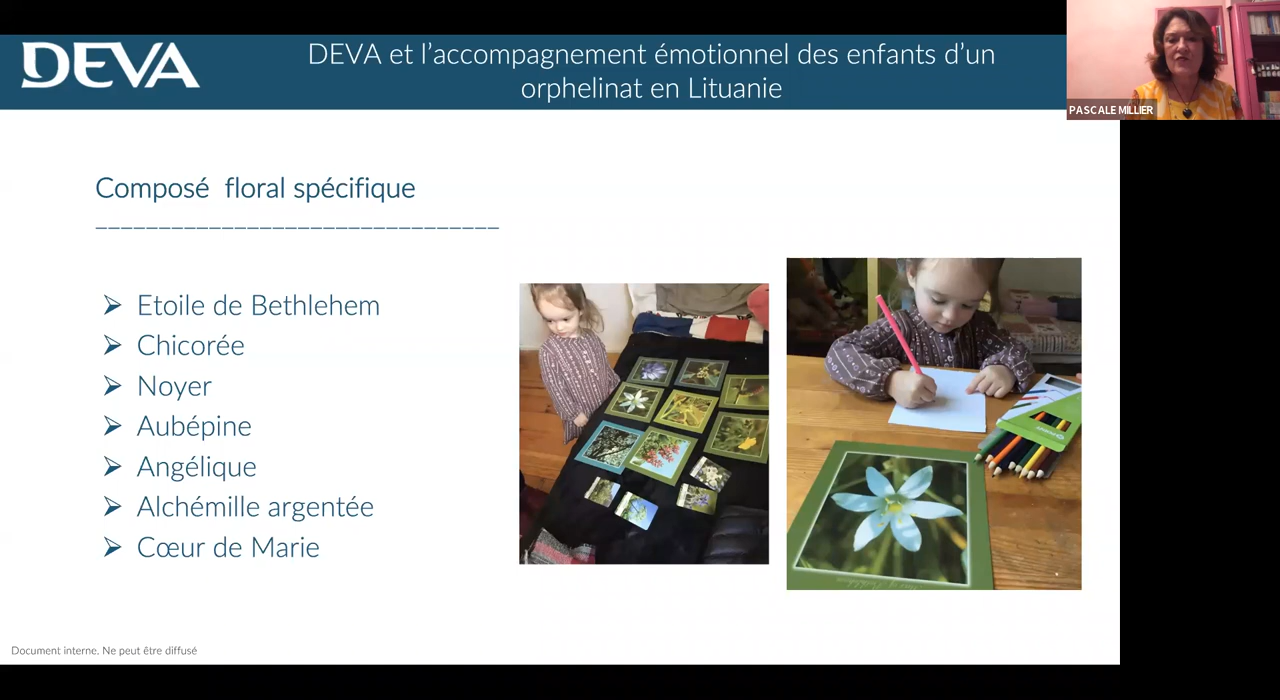 DEVA
DEVA et l’accompagnement émotionnel des enfants d’un
orphelinat en Lituanie
PASCALE MILLIER
Composé floral spécifique
________________________________
➢ Etoile de Bethlehem
➢ Chicorée
➢ Noyer
➢ Aubépine
➢ Angélique
➢ Alchémille argentée
➢ Cœur de Marie
Document interne. Ne peut être diffusé